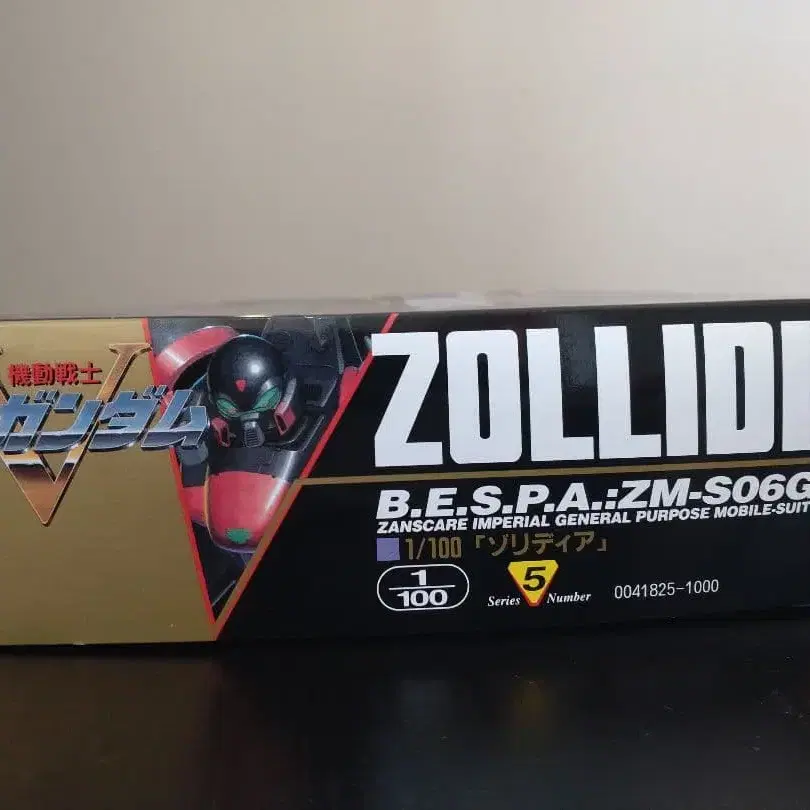 機動戦士
Vガンダム
ZOLLIDI
B.E.S.P.A.:ZM-S06G
ZANSCARE IMPERIAL GENERAL PURPOSE MOBILE-SUIT
1/100「ゾリディア」
1
100
Series 5 Number
0041825-1000